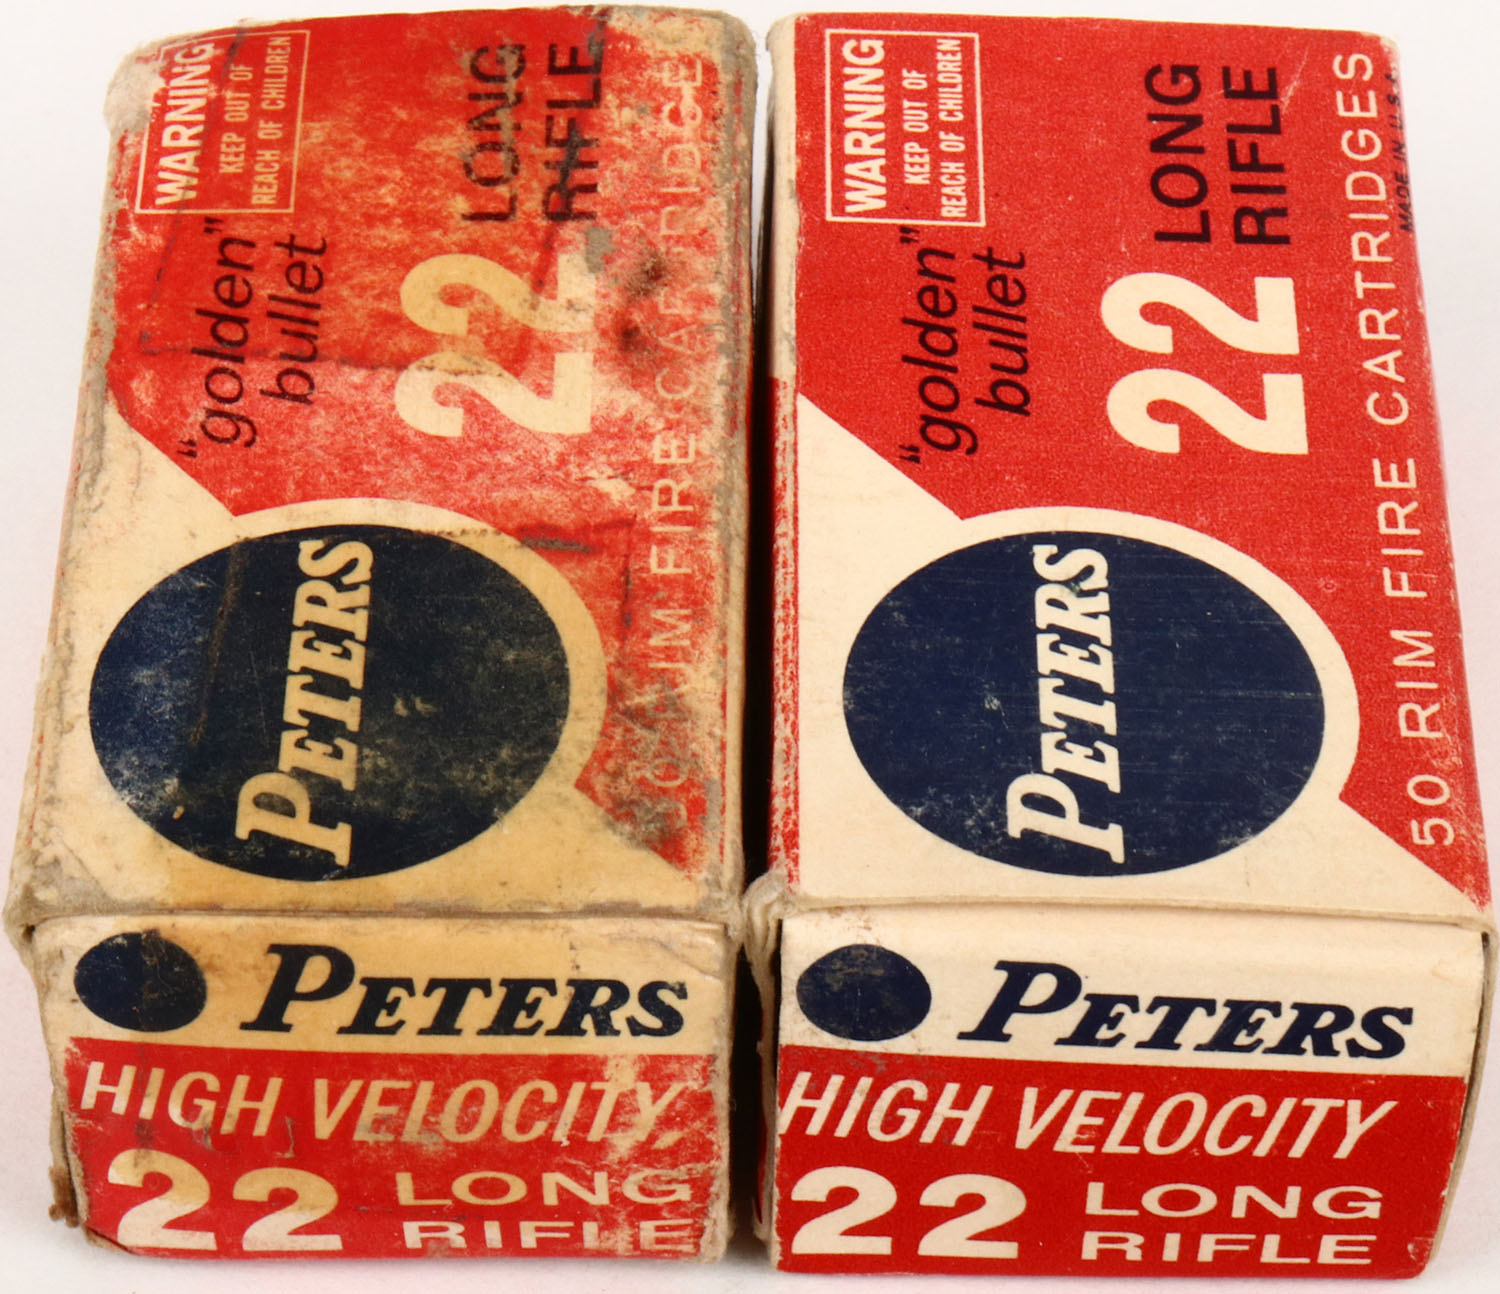 WARNING
KEEP OUT OF
REACH OF CHILDREN
"golden"
bullet
22 LONG
RIFLE
50 RIM FIRE CARTRIDGES
PETERS
PETERS
HIGH VELOCITY
22 LONG
RIFLE
WARNING
KEEP OUT OF
REACH OF CHILDREN
"golden"
bullet
22 LONG
RIFLE
50 RIM FIRE CARTRIDGES
MADE IN U.S.A.
PETERS
PETERS
HIGH VELOCITY
22 LONG
RIFLE